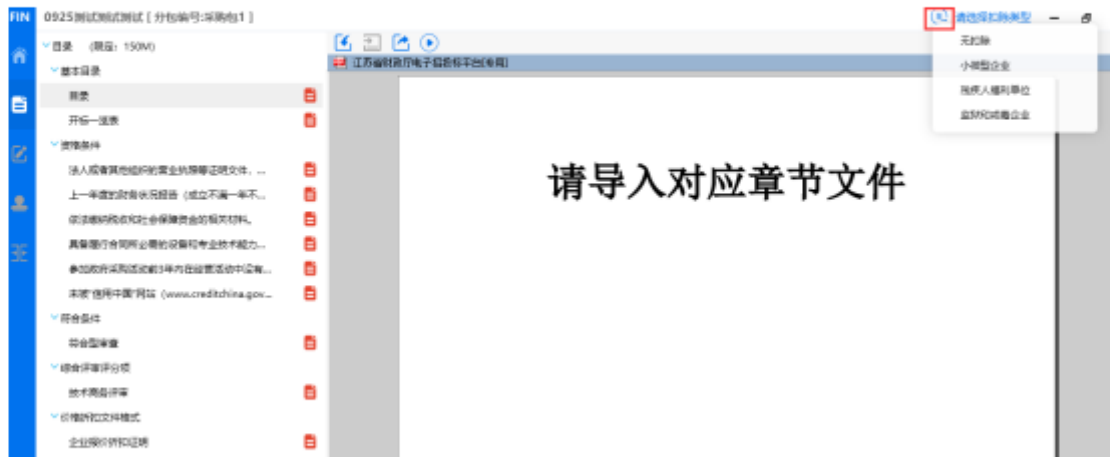 FIN
0925测试测试测试 [ 分包编号:采购包1 ]
请选择扣除类型
目录 (限定: 150M)
无扣除
小微型企业
残疾人福利单位
监狱和戒毒企业
江苏省财政厅电子招投标平台[专用]
基本目录
目录
开标一览表
资格条件
法人或者其他组织的营业执照等证明文件, ...
上一年度的财务状况报告 (成立不满一年不...
依法缴纳税收和社会保障资金的相关材料。
具备履行合同所必需的设备和专业技术能力...
参加政府采购活动前3年内在经营活动中没有...
未被"信用中国"网站 (www.creditchina.gov...
符合条件
符合型审查
综合评审评分项
技术商务评审
价格折扣文件格式
企业报价折扣证明
请导入对应章节文件